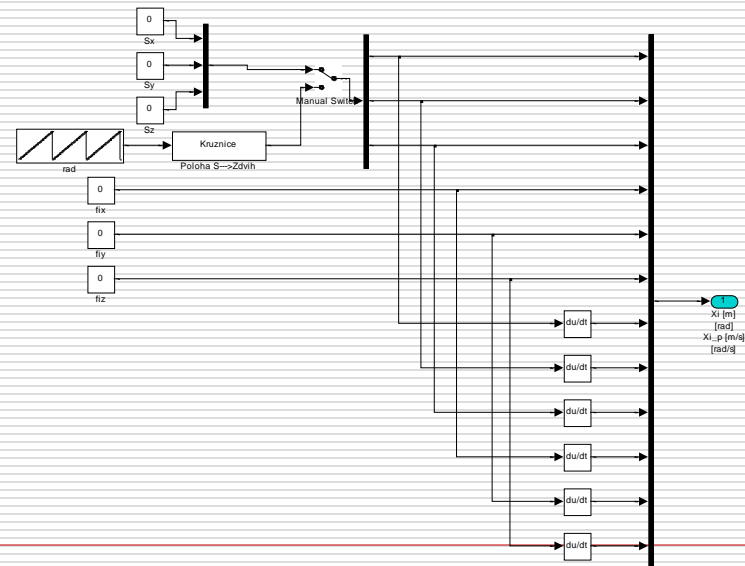 0
Sx
0
Sy
0
Sz
Manual Switc
rad
Kruznice
Poloha S--->Zdvih
0
fix
0
fiy
0
fiz
1
Xi [m]
[rad]
Xi_p [m/s]
[rad/s]
du/dt
du/dt
du/dt
du/dt
du/dt
du/dt